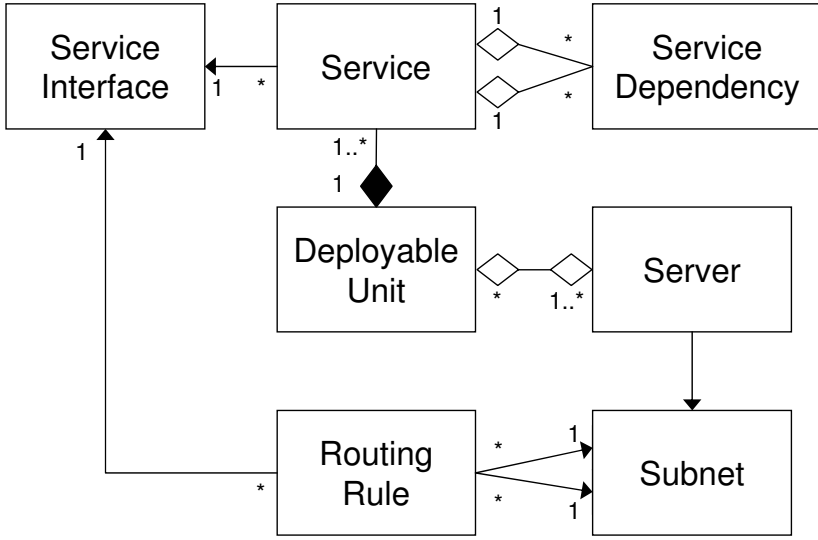 1
Service
Interface
1
*
Service
*
*
1
Service
Dependency
1
1..*
1
Deployable
Unit
*
1..*
Server
*
Routing
Rule
*
1
*
1
Subnet